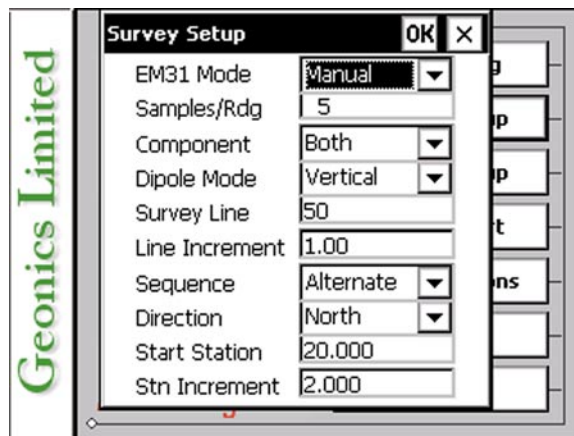 Geonics Limited
Survey Setup OK ×
EM31 Mode Manual
Samples/Rdg 5
Component Both
Dipole Mode Vertical
Survey Line 50
Line Increment 1.00
Sequence Alternate
Direction North
Start Station 20.000
Stn Increment 2.000